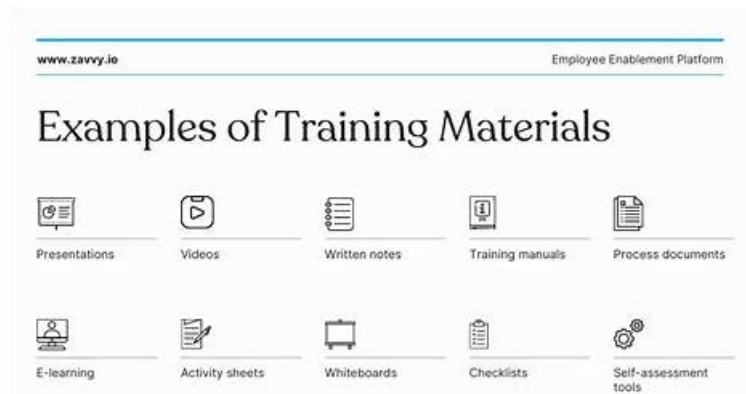 www.zavvy.io
Employee Enablement Platform
Examples of Training Materials
Presentations
Videos
Written notes
Training manuals
Process documents
E-learning
Activity sheets
Whiteboards
Checklists
Self-assessment
tools